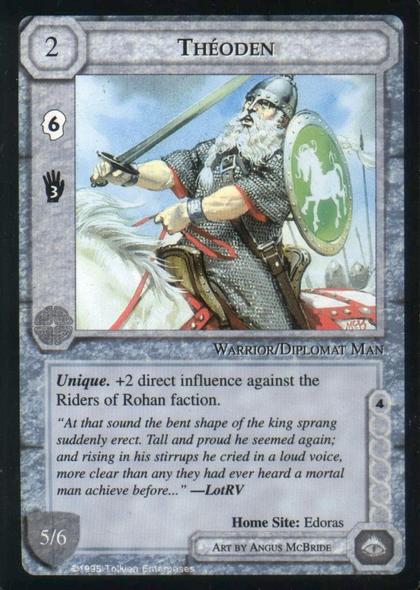 2
THÉODEN
6
3
WARRIOR/DIPLOMAT MAN
Unique. +2 direct influence against the
Riders of Rohan faction.
4
“At that sound the bent shape of the king sprang
suddenly erect. Tall and proud he seemed again;
and rising in his stirrups he cried in a loud voice,
more clear than any they had ever heard a mortal
man achieve before...” —LotRV
Home Site: Edoras
5/6
ART BY ANGUS MCBRIDE
©1995 Tolkien Enterprises